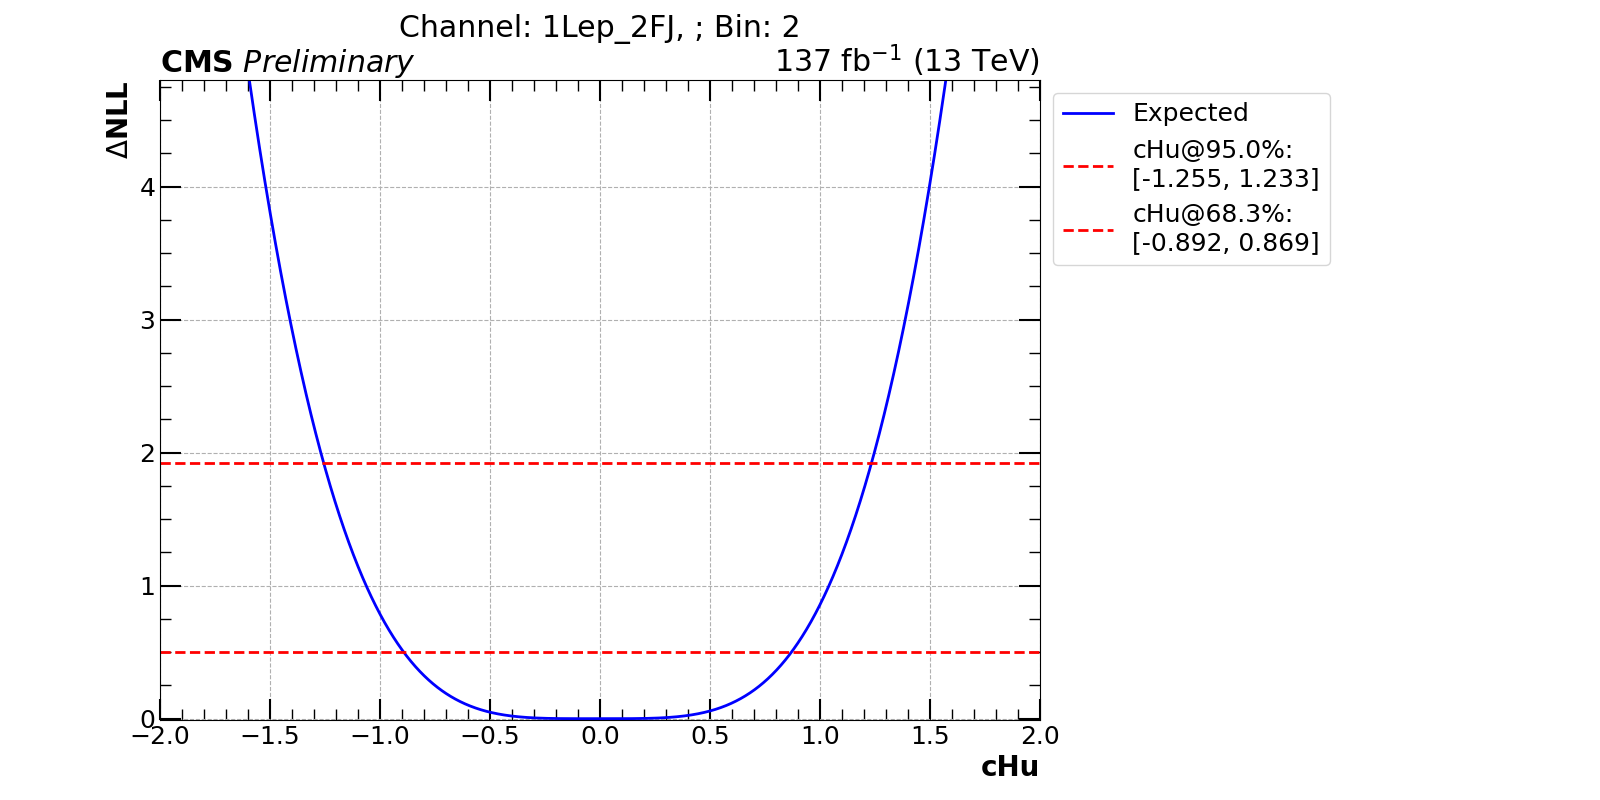 Channel: 1Lep_2FJ, ; Bin: 2
CMS Preliminary
137 fb⁻¹ (13 TeV)
ΔNLL
4
3
2
1
0
−2.0
−1.5
−1.0
−0.5
0.0
0.5
1.0
1.5
2.0
cHu
Expected
cHu@95.0%:
[-1.255, 1.233]
cHu@68.3%:
[-0.892, 0.869]